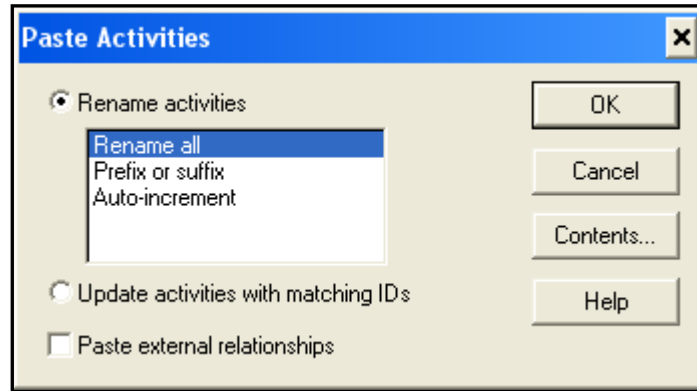 Paste Activities
Rename activities
OK
Rename all
Prefix or suffix
Auto-increment
Cancel
Contents...
Update activities with matching IDs
Help
Paste external relationships